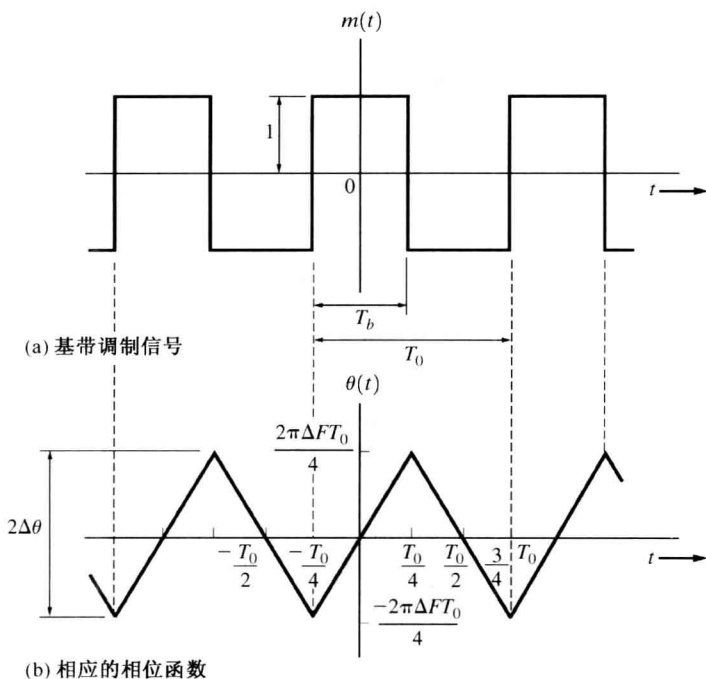 m(t)
1
0
t
T_b
T_0
(a) 基带调制信号
θ(t)
2πΔFT_0
4
2Δθ
-T_0/2 -T_0/4 T_0/4 T_0/2 3/4 T_0
t
-2πΔFT_0
4
(b) 相应的相位函数